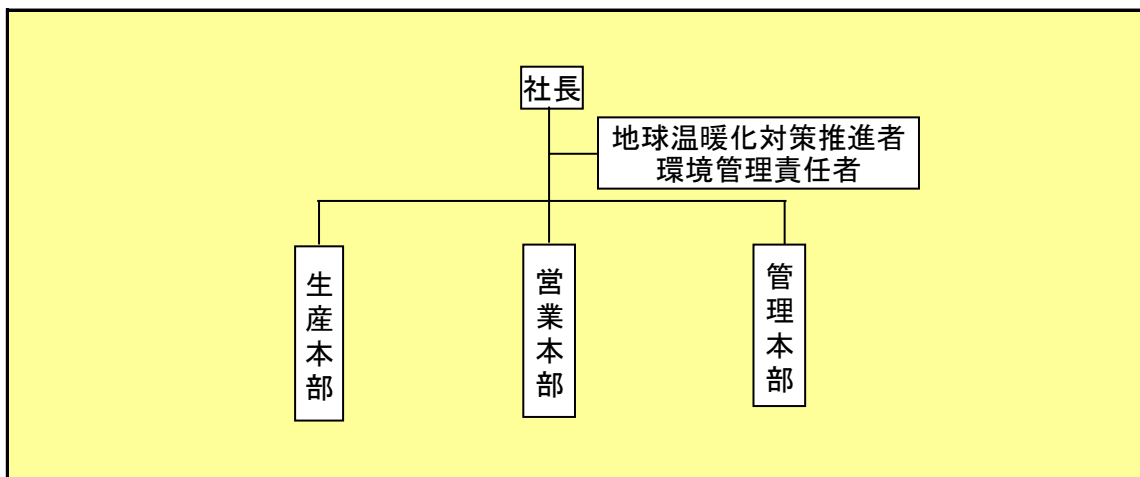 社長
地球温暖化対策推進者
環境管理責任者
生産本部
営業本部
管理本部